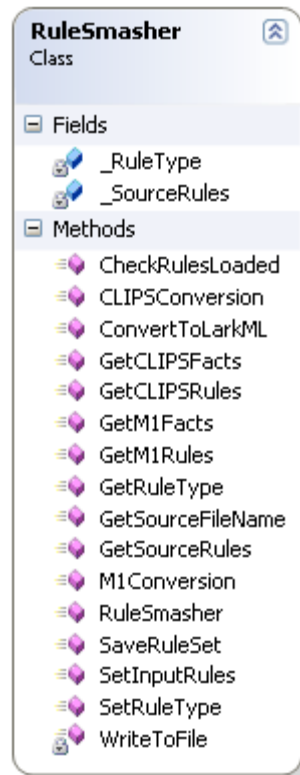 RuleSmasher
Class
Fields
_RuleType
_SourceRules
Methods
CheckRulesLoaded
CLIPSConversion
ConvertToLarkML
GetCLIPSFacts
GetCLIPSRules
GetM1Facts
GetM1Rules
GetRuleType
GetSourceFileName
GetSourceRules
M1Conversion
RuleSmasher
SaveRuleSet
SetInputRules
SetRuleType
WriteToFile